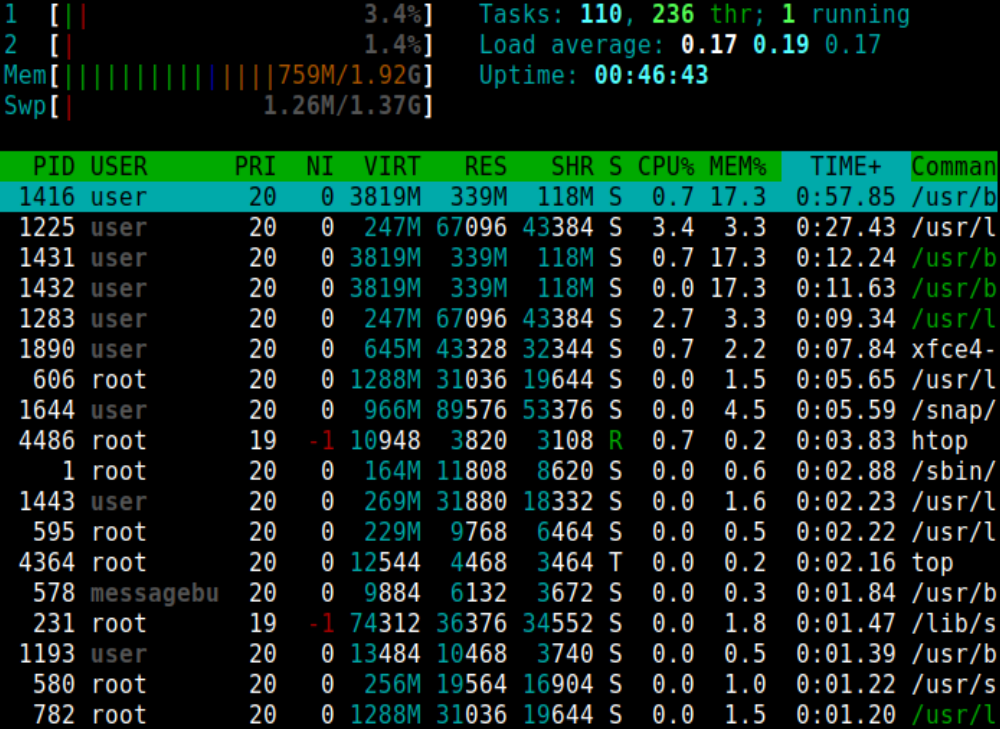 1 [|| 3.4%] Tasks: 110, 236 thr; 1 running
2 [| 1.4%] Load average: 0.17 0.19 0.17
Mem[|||||||||||||||759M/1.92G] Uptime: 00:46:43
Swp[| 1.26M/1.37G]
PID USER PRI NI VIRT RES SHR S CPU% MEM% TIME+ Comman
1416 user 20 0 3819M 339M 118M S 0.7 17.3 0:57.85 /usr/b
1225 user 20 0 247M 67096 43384 S 3.4 3.3 0:27.43 /usr/l
1431 user 20 0 3819M 339M 118M S 0.7 17.3 0:12.24 /usr/b
1432 user 20 0 3819M 339M 118M S 0.0 17.3 0:11.63 /usr/b
1283 user 20 0 247M 67096 43384 S 2.7 3.3 0:09.34 /usr/l
1890 user 20 0 645M 43328 32344 S 0.7 2.2 0:07.84 xfce4-
606 root 20 0 1288M 31036 19644 S 0.0 1.5 0:05.65 /usr/l
1644 user 20 0 966M 89576 53376 S 0.0 4.5 0:05.59 /snap/
4486 root 19 -1 10948 3820 3108 R 0.7 0.2 0:03.83 htop
1 root 20 0 164M 11808 8620 S 0.0 0.6 0:02.88 /sbin/
1443 user 20 0 269M 31880 18332 S 0.0 1.6 0:02.23 /usr/l
595 root 20 0 229M 9768 6464 S 0.0 0.5 0:02.22 /usr/l
4364 root 20 0 12544 4468 3464 T 0.0 0.2 0:02.16 top
578 messagebu 20 0 9884 6132 3672 S 0.0 0.3 0:01.84 /usr/b
231 root 19 -1 74312 36376 34552 S 0.0 1.8 0:01.47 /lib/s
1193 user 20 0 13484 10468 3740 S 0.0 0.5 0:01.39 /usr/b
580 root 20 0 256M 19564 16904 S 0.0 1.0 0:01.22 /usr/s
782 root 20 0 1288M 31036 19644 S 0.0 1.5 0:01.20 /usr/l